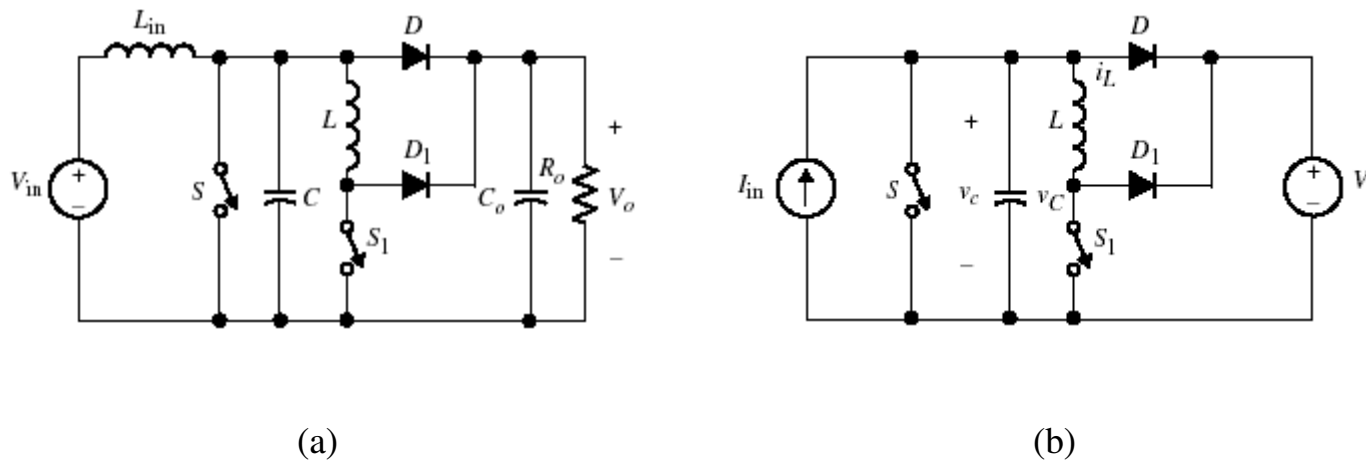 L_in
D
D
i_L
+
L
D_1
R_o
+
L
D_1
V_in
+
–
S
C
C_o
V_o
I_in
S
v_c
v_C
+
–
V
S_1
–
–
S_1
(a)
(b)